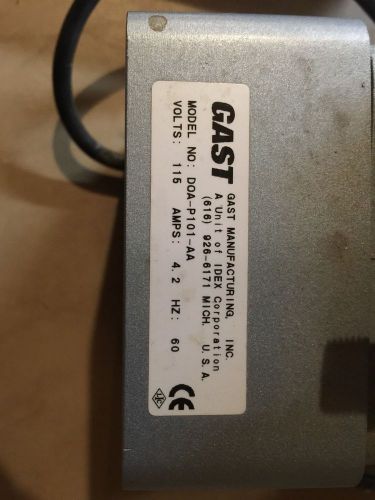 GAST
GAST MANUFACTURING, INC.
A Unit of IDEX Corporation
(616) 926-6171 MICH. U.S.A.
MODEL NO: DOA-P101-AA
VOLTS: 115 AMPS: 4.2 HZ: 60
CE